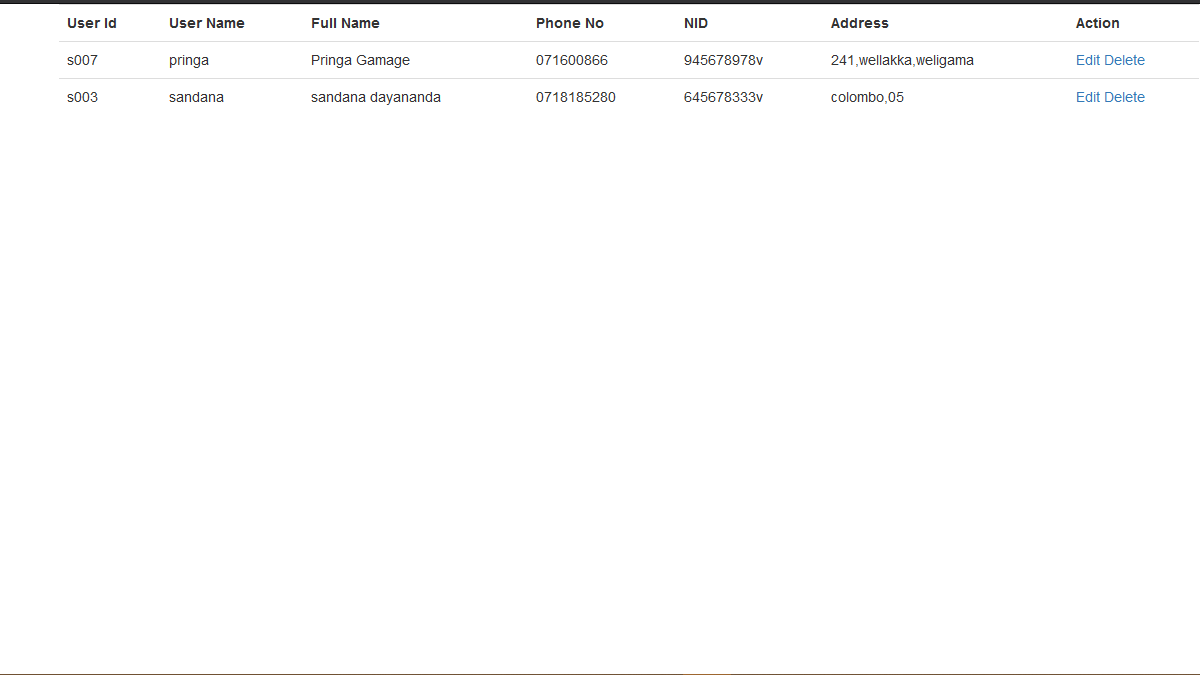 User Id User Name Full Name Phone No NID Address Action
s007 pringa Pringa Gamage 071600866 945678978v 241,wellakka,weligama Edit Delete
s003 sandana sandana dayananda 0718185280 645678333v colombo,05 Edit Delete